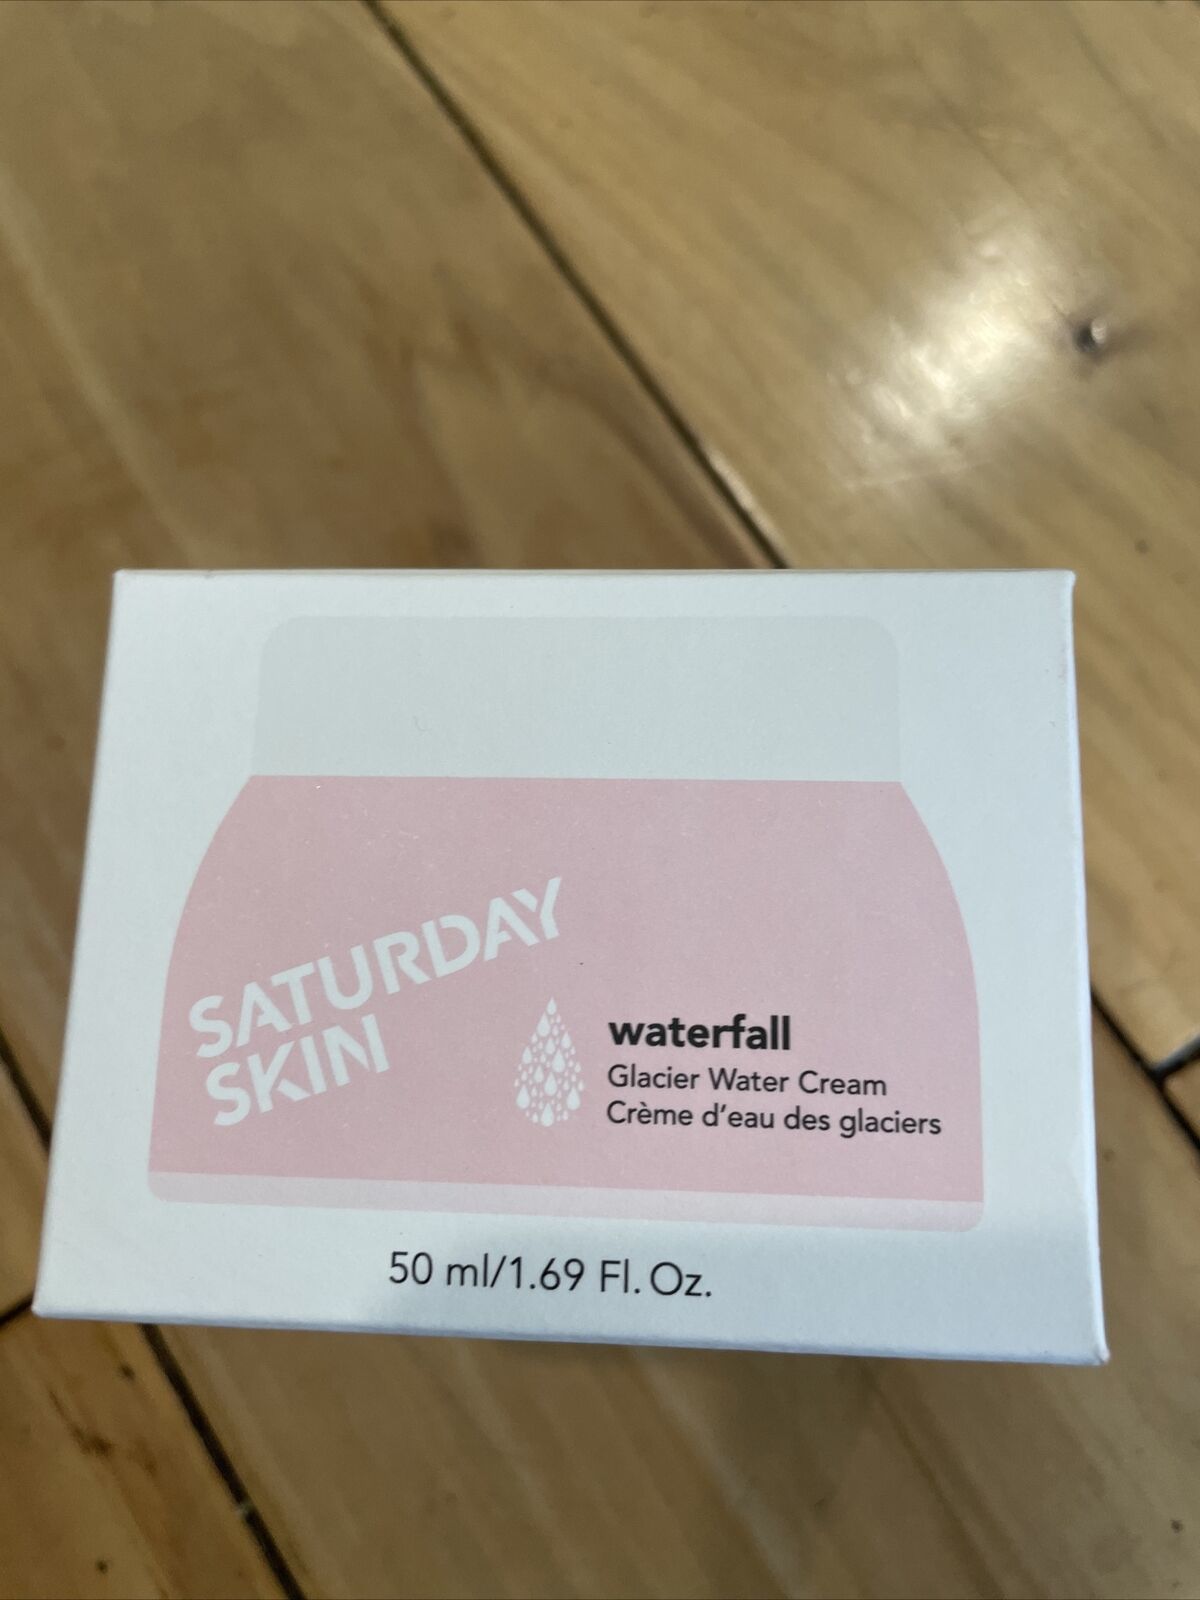 SATURDAY
SKIN
waterfall
Glacier Water Cream
Crème d'eau des glaciers
50 ml/1.69 Fl. Oz.